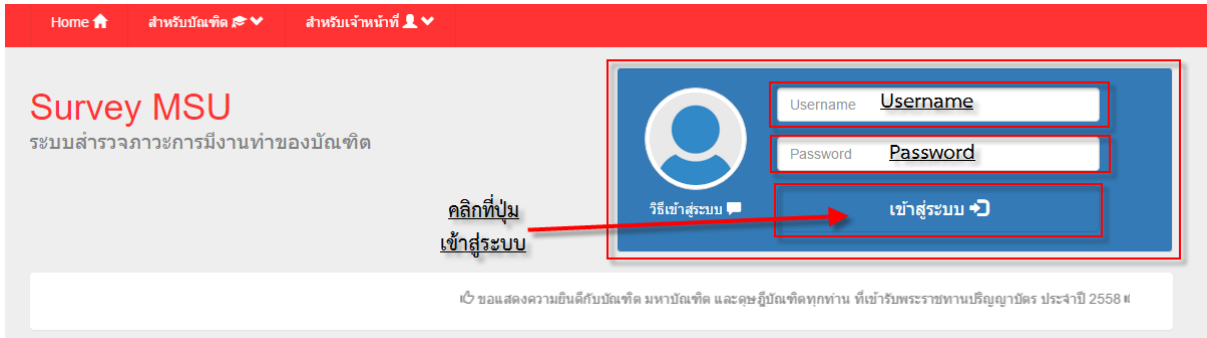 Home
สำหรับบัณฑิต
สำหรับเจ้าหน้าที่
Survey MSU
ระบบสำรวจภาวะการมีงานทำของบัณฑิต
Username Username
Password Password
วิธีเข้าสู่ระบบ
เข้าสู่ระบบ
คลิกที่ปุ่ม
เข้าสู่ระบบ
ขอแสดงความยินดีกับบัณฑิต มหาบัณฑิต และดุษฎีบัณฑิตทุกท่าน ที่เข้ารับพระราชทานปริญญาบัตร ประจำปี 2558